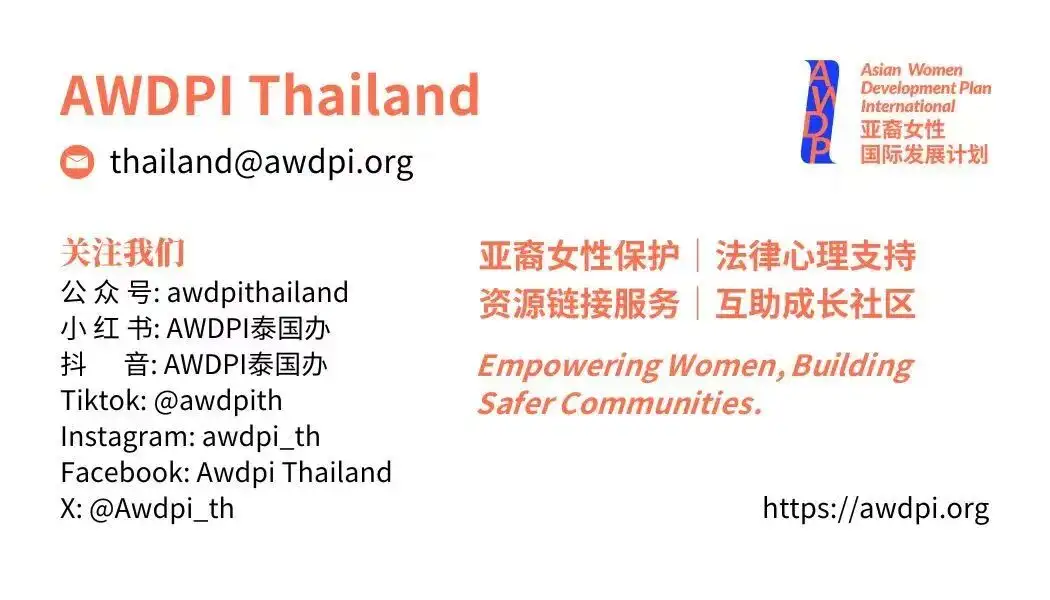 AWDPI Thailand
thailand@awdpi.org
AWDP
Asian Women
Development Plan
International
亚裔女性
国际发展计划
关注我们
公 众 号: awdpithailand
小 红 书: AWDPI泰国办
抖 音: AWDPI泰国办
Tiktok: @awdpith
Instagram: awdpi_th
Facebook: Awdpi Thailand
X: @Awdpi_th
亚裔女性保护｜法律心理支持
资源链接服务｜互助成长社区
Empowering Women, Building
Safer Communities.
https://awdpi.org